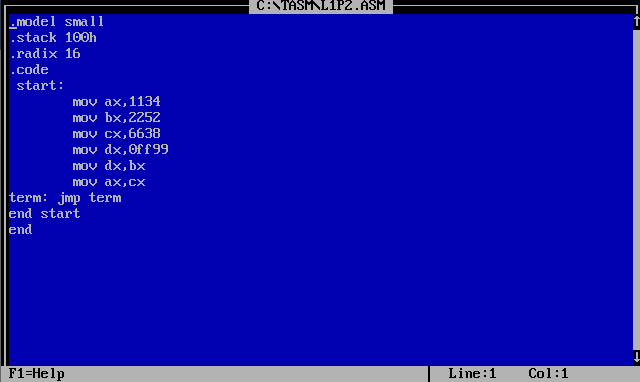 C:\TASM\L1P2.ASM
.model small
.stack 100h
.radix 16
.code
start:
mov ax,1134
mov bx,2252
mov cx,6638
mov dx,0ff99
mov dx,bx
mov ax,cx
term: jmp term
end start
end
F1=Help Line:1 Col:1